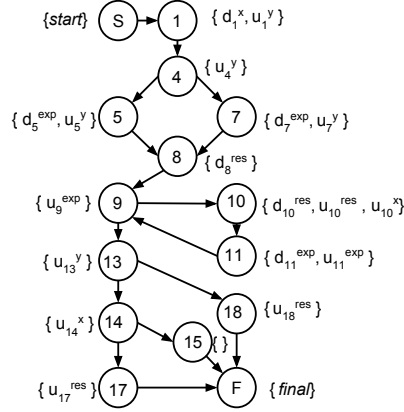 {start} S 1 { d₁ˣ, u₁ʸ }
4 { u₄ʸ }
{ d₅ᵉˣᵖ, u₅ʸ } 5 7 { d₇ᵉˣᵖ, u₇ʸ }
8 { d₈ʳᵉˢ }
{ u₉ᵉˣᵖ } 9 10 { d₁₀ʳᵉˢ, u₁₀ʳᵉˢ , u₁₀ˣ}
11 { d₁₁ᵉˣᵖ, u₁₁ᵉˣᵖ }
{ u₁₃ʸ } 13
18 {u₁₈ʳᵉˢ }
{ u₁₄ˣ } 14
15 { }
{ u₁₇ʳᵉˢ } 17 F { final}